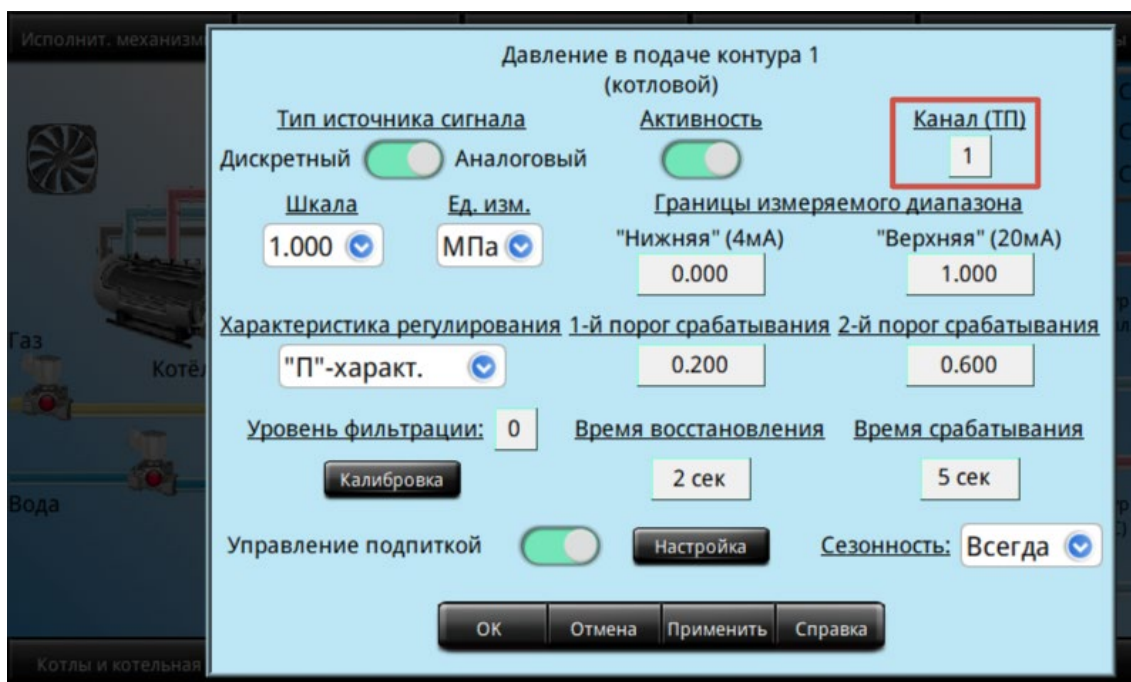 Исполнит. механизм
Давление в подаче контура 1
(котловой)
Тип источника сигнала
Активность
Канал (ТП)
Дискретный
Аналоговый
1
Шкала
Ед. изм.
Границы измеряемого диапазона
1.000
МПа
"Нижняя" (4мА)
"Верхняя" (20мА)
0.000
1.000
Характеристика регулирования
1-й порог срабатывания
2-й порог срабатывания
"П"-характ.
0.200
0.600
Газ
Котёл
Уровень фильтрации:
0
Время восстановления
Время срабатывания
Калибровка
2 сек
5 сек
Вода
Управление подпиткой
Настройка
Сезонность:
Всегда
ОК
Отмена
Применить
Справка
Котлы и котельная